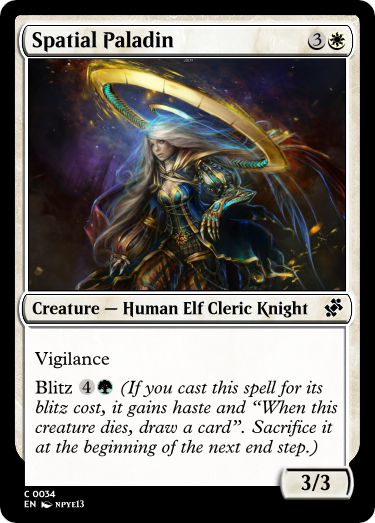 Spatial Paladin 3
Creature — Human Elf Cleric Knight
Vigilance
Blitz 4 (If you cast this spell for its
blitz cost, it gains haste and “When this
creature dies, draw a card”. Sacrifice it
at the beginning of the next end step.)
3/3
C 0034
EN NPYE13